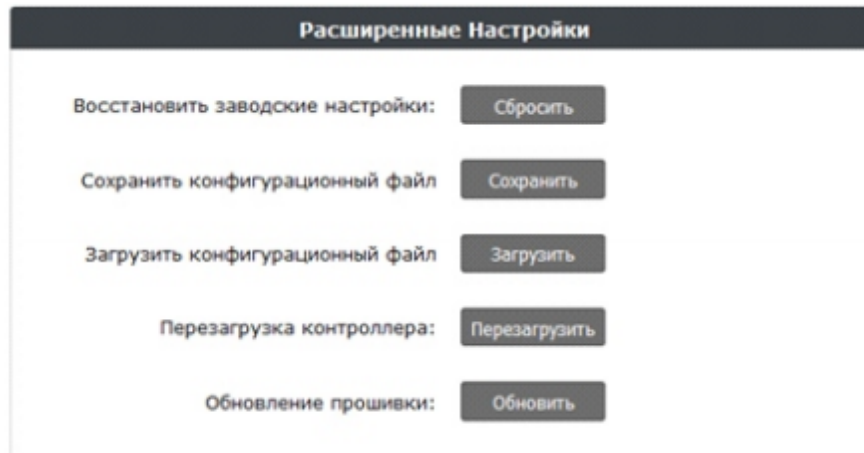 Расширенные Настройки
Восстановить заводские настройки: Сбросить
Сохранить конфигурационный файл Сохранить
Загрузить конфигурационный файл Загрузить
Перезагрузка контроллера: Перезагрузить
Обновление прошивки: Обновить